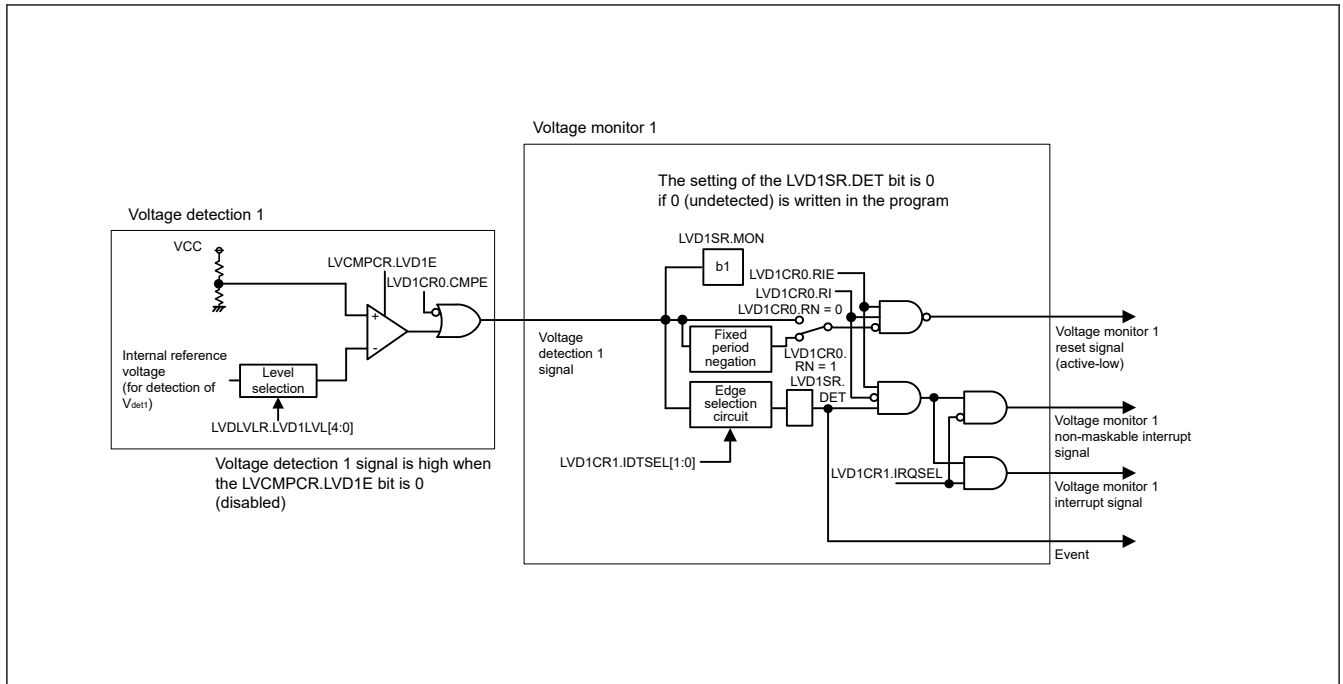 Voltage monitor 1
The setting of the LVD1SR.DET bit is 0
if 0 (undetected) is written in the program
Voltage detection 1
VCC
LVCMPCR.LVD1E
LVD1CR0.CMPE
+
-
Internal reference
voltage
(for detection of
Vdet1)
Level
selection
LVDLVLR.LVD1LVL[4:0]
Voltage detection 1 signal is high when
the LVCMPCR.LVD1E bit is 0
(disabled)
Voltage
detection 1
signal
LVD1SR.MON
b1
LVD1CR0.RIE
LVD1CR0.RI
LVD1CR0.RN = 0
Fixed
period
negation
LVD1CR0.
RN = 1
LVD1SR.
DET
Edge
selection
circuit
LVD1CR1.IDTSEL[1:0]
LVD1CR1.IRQSEL
Voltage monitor 1
reset signal
(active-low)
Voltage monitor 1
non-maskable interrupt
signal
Voltage monitor 1
interrupt signal
Event